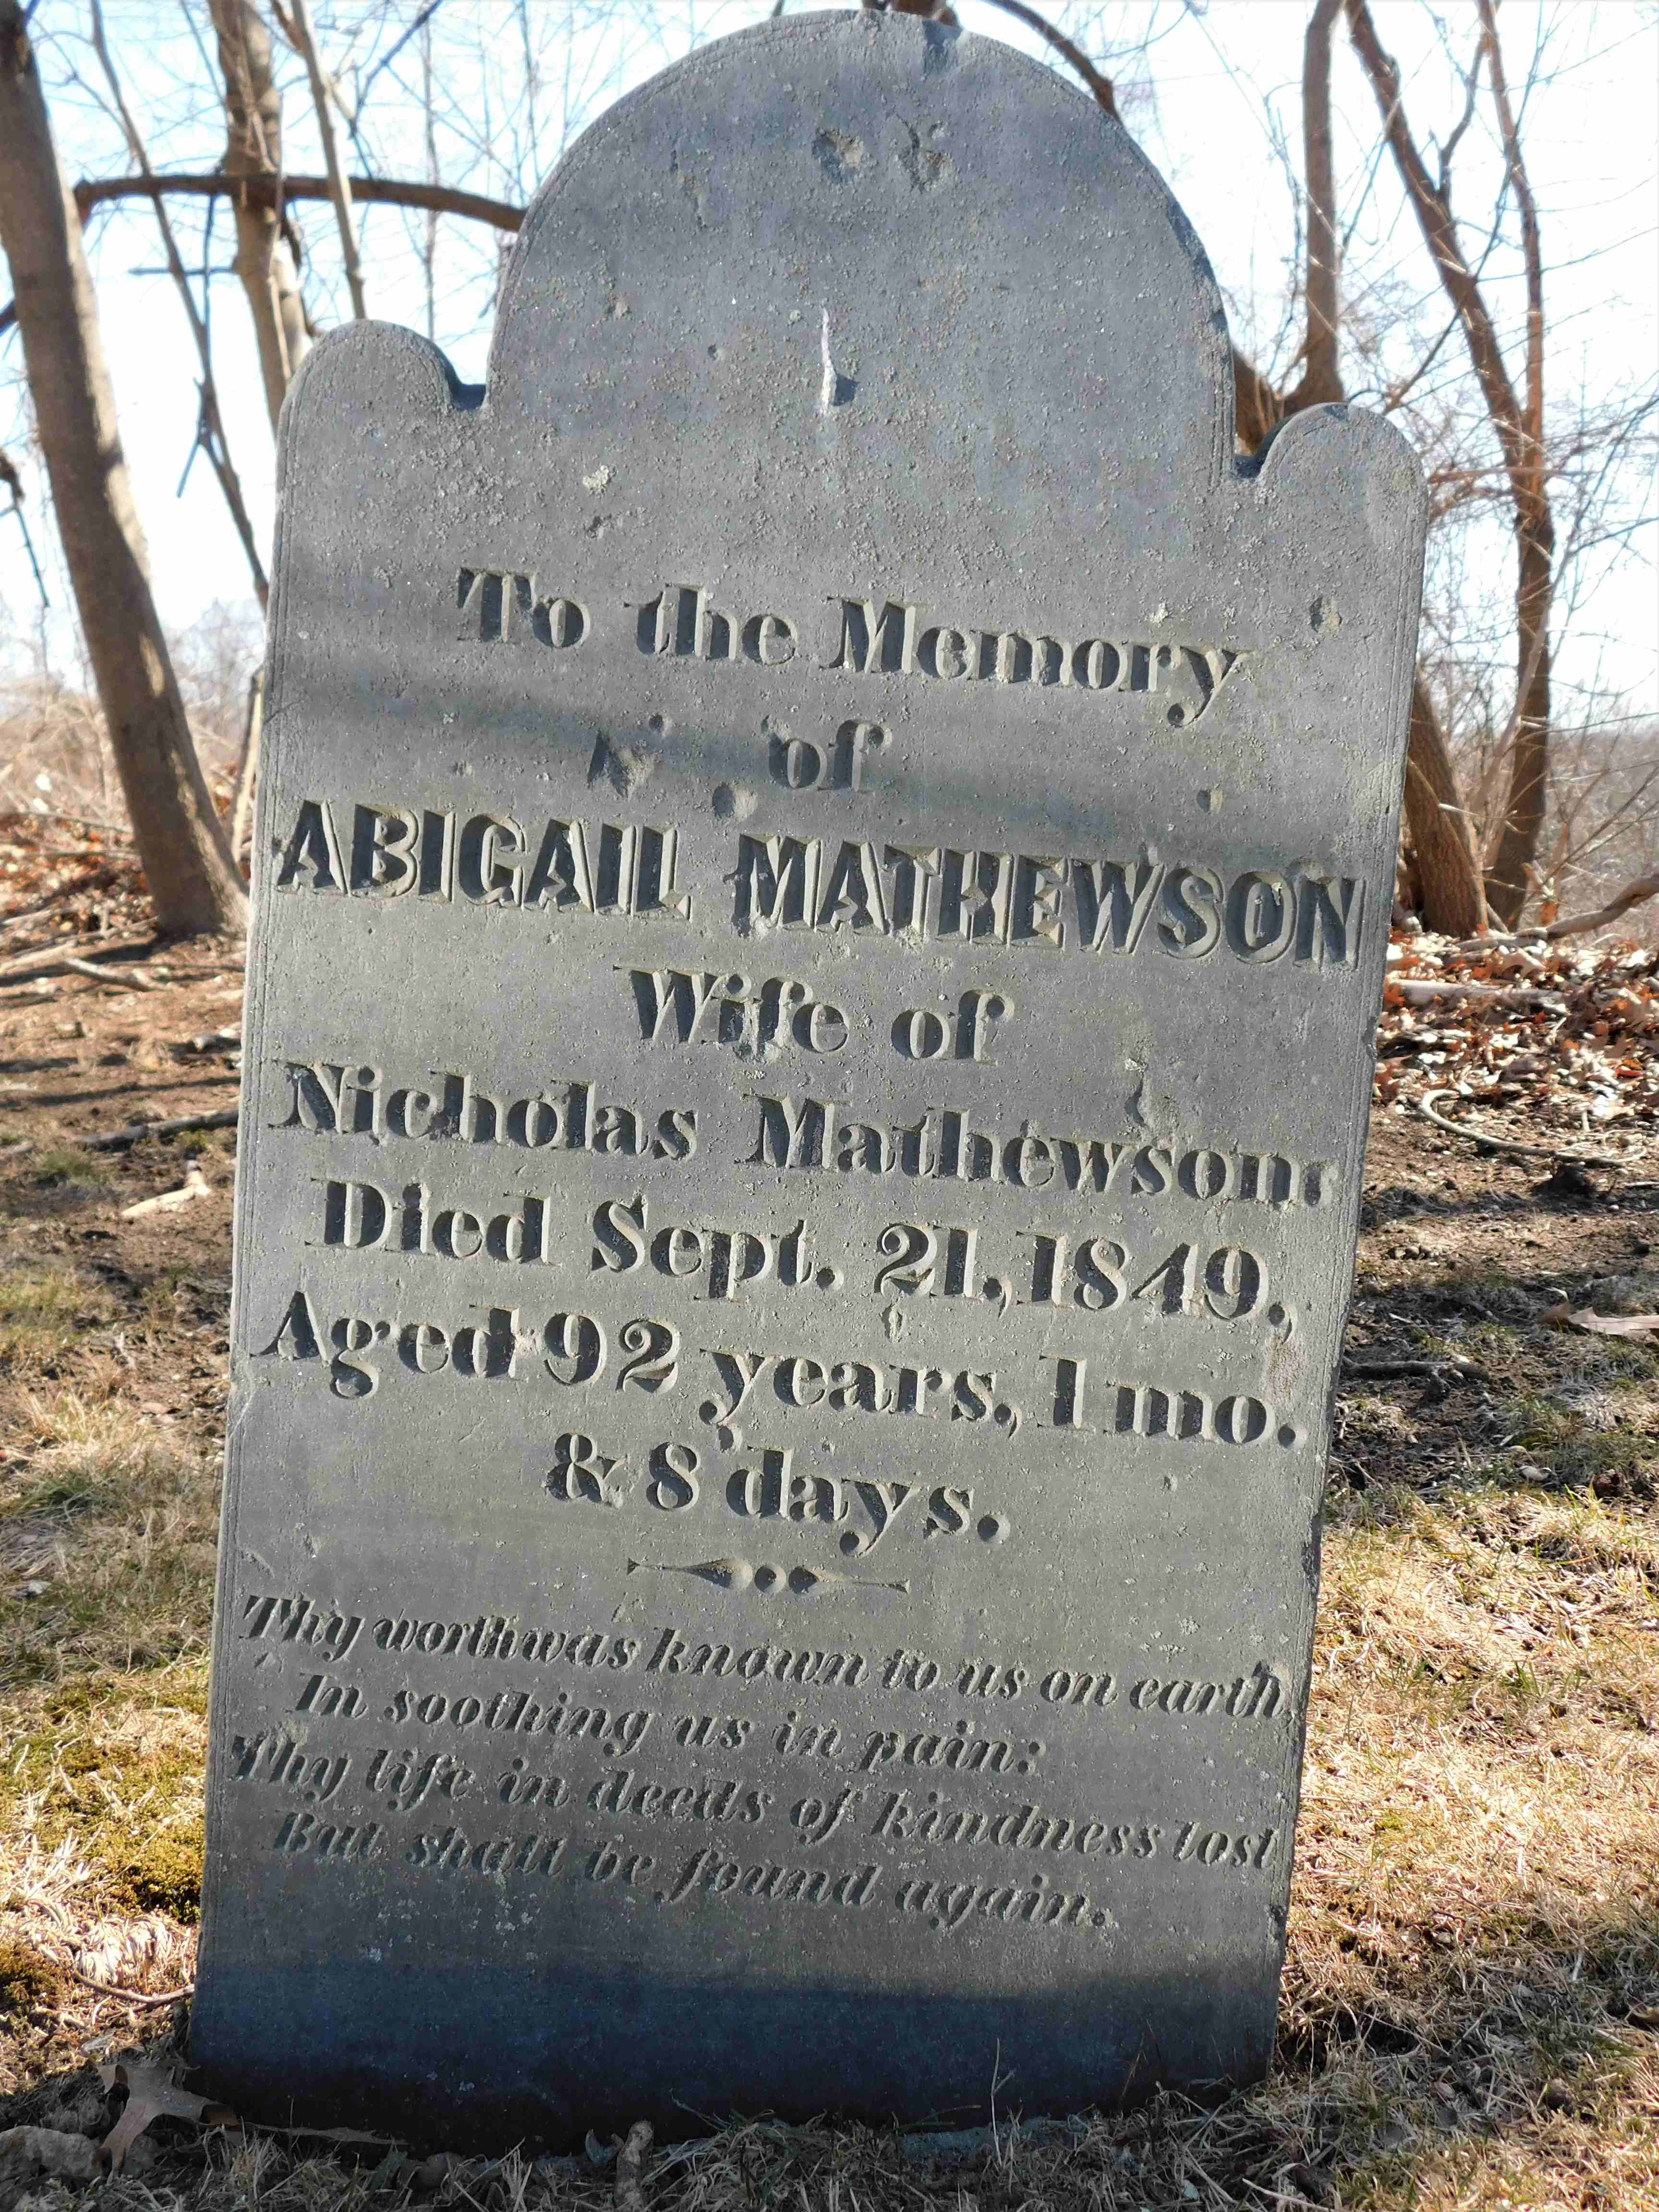 To the Memory
of
ABIGAIL MATHEWSON
Wife of
Nicholas Mathewson:
Died Sept. 21, 1849.,
Aged 92 years, 1 mo.
& 8 days.
Thy worth was known to us on earth,
In soothing us in pain:
Thy life in deeds of kindness lost
But shall be found again.